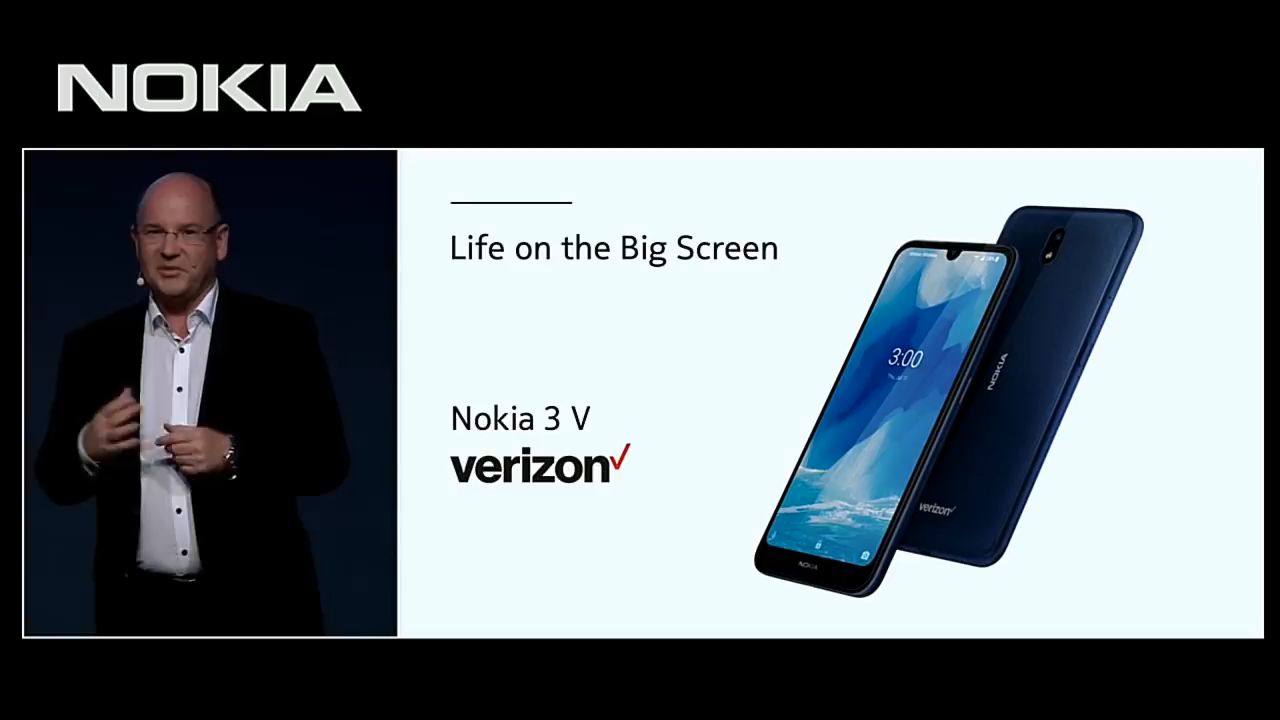 NOKIA
Life on the Big Screen
Nokia 3 V
verizon✓
3:00
NOKIA
verizon✓
NOKIA